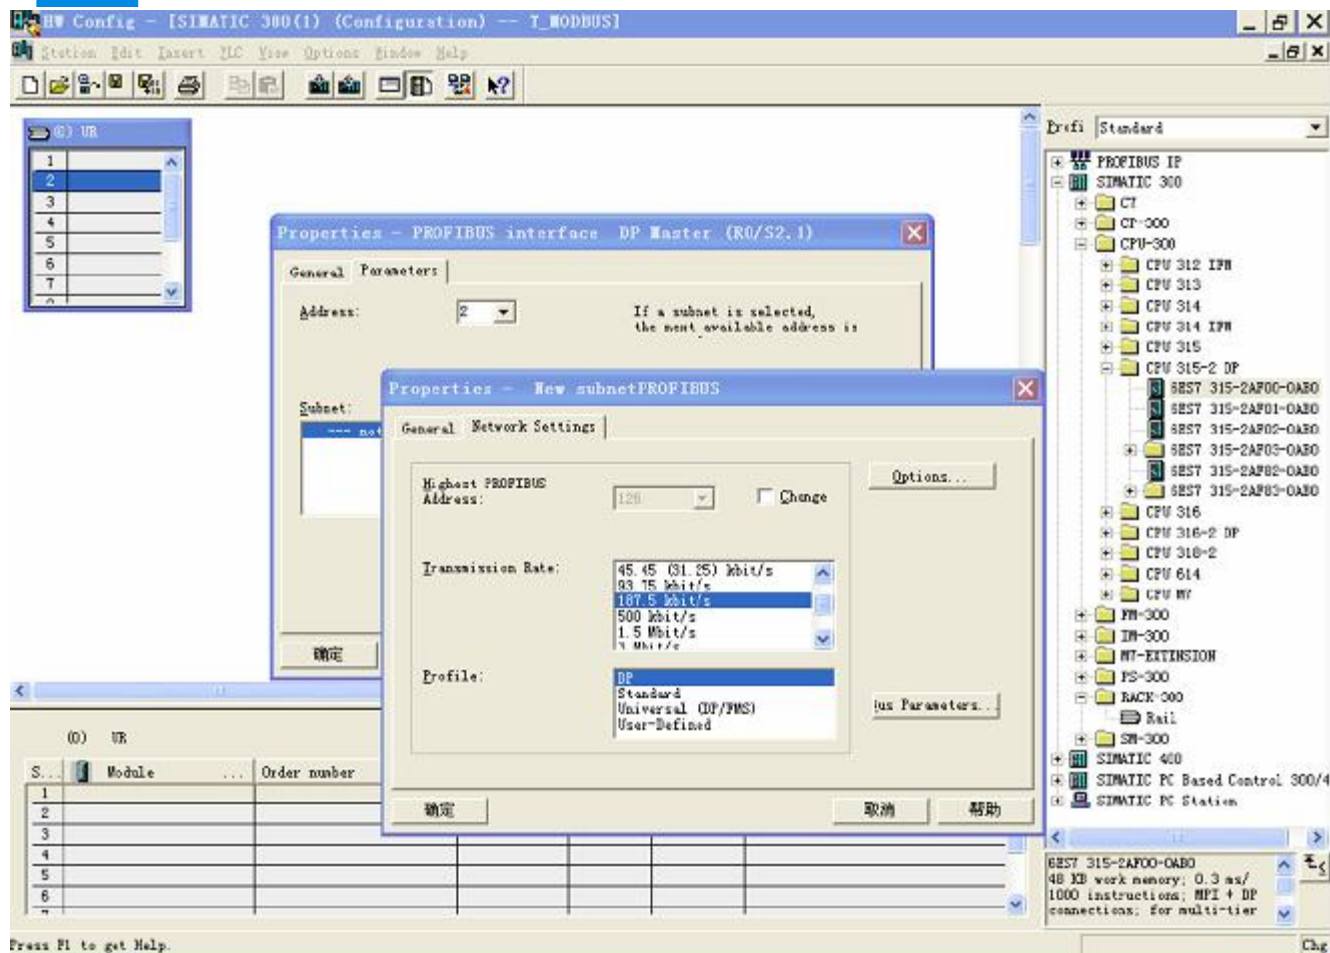 HW Config - [SIMATIC 300(1) (Configuration) -- T_MODBUS]
Station Edit Insert PLC View Options Window Help
(0) UR
1
2
3
4
5
6
7
Properties - PROFIBUS interface DP Master (R0/S2.1)
General Parameters
Address: 2
If a subnet is selected,
the next available address is
Subnet:
--- not
确定
Properties - New subnetPROFIBUS
General Network Settings
Highest PROFIBUS
Address:
126
Change
Options...
Transmission Rate:
45.45 (31.25) kbit/s
93.75 kbit/s
187.5 kbit/s
500 kbit/s
1.5 Mbit/s
3 Mbit/s
Profile:
DP
Standard
Universal (DP/FMS)
User-Defined
us Parameters...
确定 取消 帮助
(0) UR
S... Module ... Order number
1
2
3
4
5
6
7
Profi Standard
PROFIBUS IP
SIMATIC 300
C7
CP-300
CPU-300
CPU 312 IFM
CPU 313
CPU 314
CPU 314 IFM
CPU 315
CPU 315-2 DP
6ES7 315-2AF00-0AB0
6ES7 315-2AF01-0AB0
6ES7 315-2AF02-0AB0
6ES7 315-2AF03-0AB0
6ES7 315-2AF82-0AB0
6ES7 315-2AF83-0AB0
CPU 316
CPU 316-2 DP
CPU 318-2
CPU 614
CPU M7
FM-300
IM-300
M7-EXTENSION
PS-300
RACK-300
Rail
SM-300
SIMATIC 400
SIMATIC PC Based Control 300/4
SIMATIC PC Station
6ES7 315-2AF00-0AB0
48 KB work memory; 0.3 ms/
1000 instructions; MPI + DP
connections; for multi-tier
Press F1 to get Help.
Chg